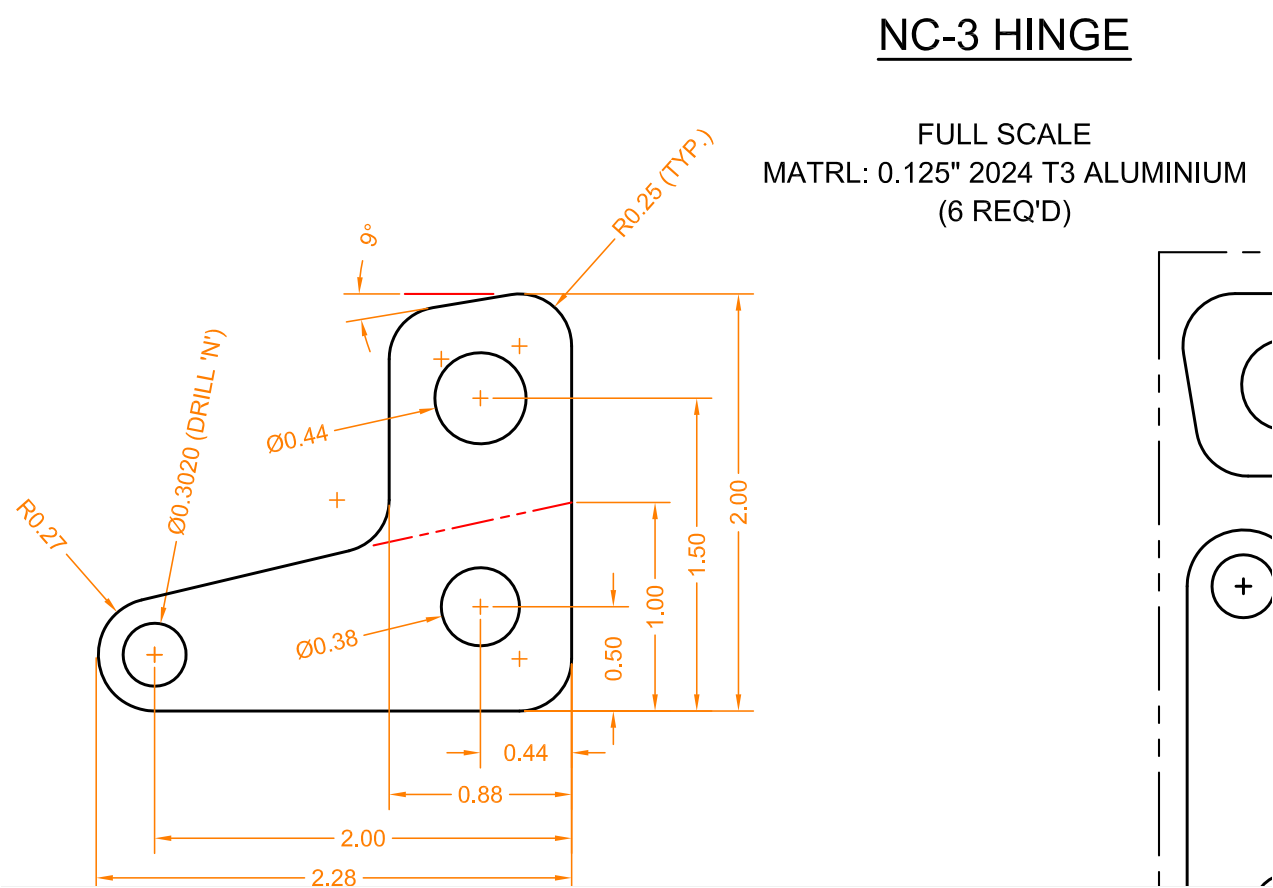 NC-3 HINGE
FULL SCALE
MATRL: 0.125" 2024 T3 ALUMINIUM
(6 REQ'D)
R0.25 (TYP.)
9°
Ø0.3020 (DRILL 'N')
Ø0.44
R0.27
2.00
1.50
1.00
0.50
Ø0.38
0.44
0.88
2.00
2.28